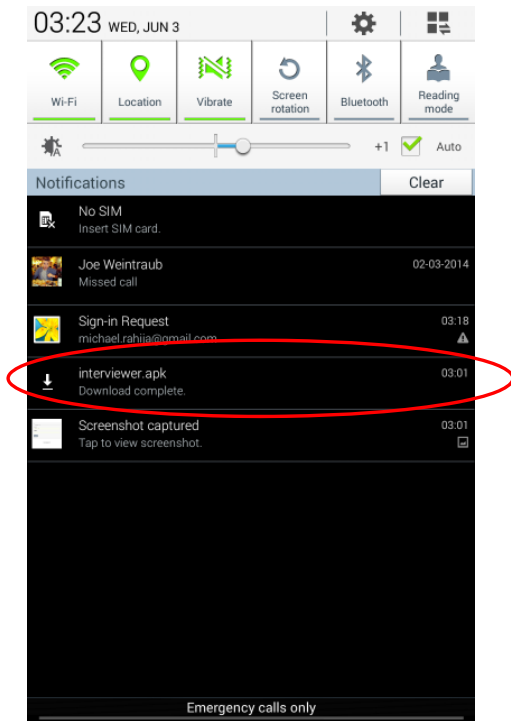 03:23 WED, JUN 3
Wi-Fi Location Vibrate Screen rotation Bluetooth Reading mode
A +1 Auto
Notifications Clear
No SIM
Insert SIM card.
Joe Weintraub 02-03-2014
Missed call
Sign-in Request 03:18
michael.rahija@gmail.com
interviewer.apk 03:01
Download complete.
Screenshot captured 03:01
Tap to view screenshot.
Emergency calls only